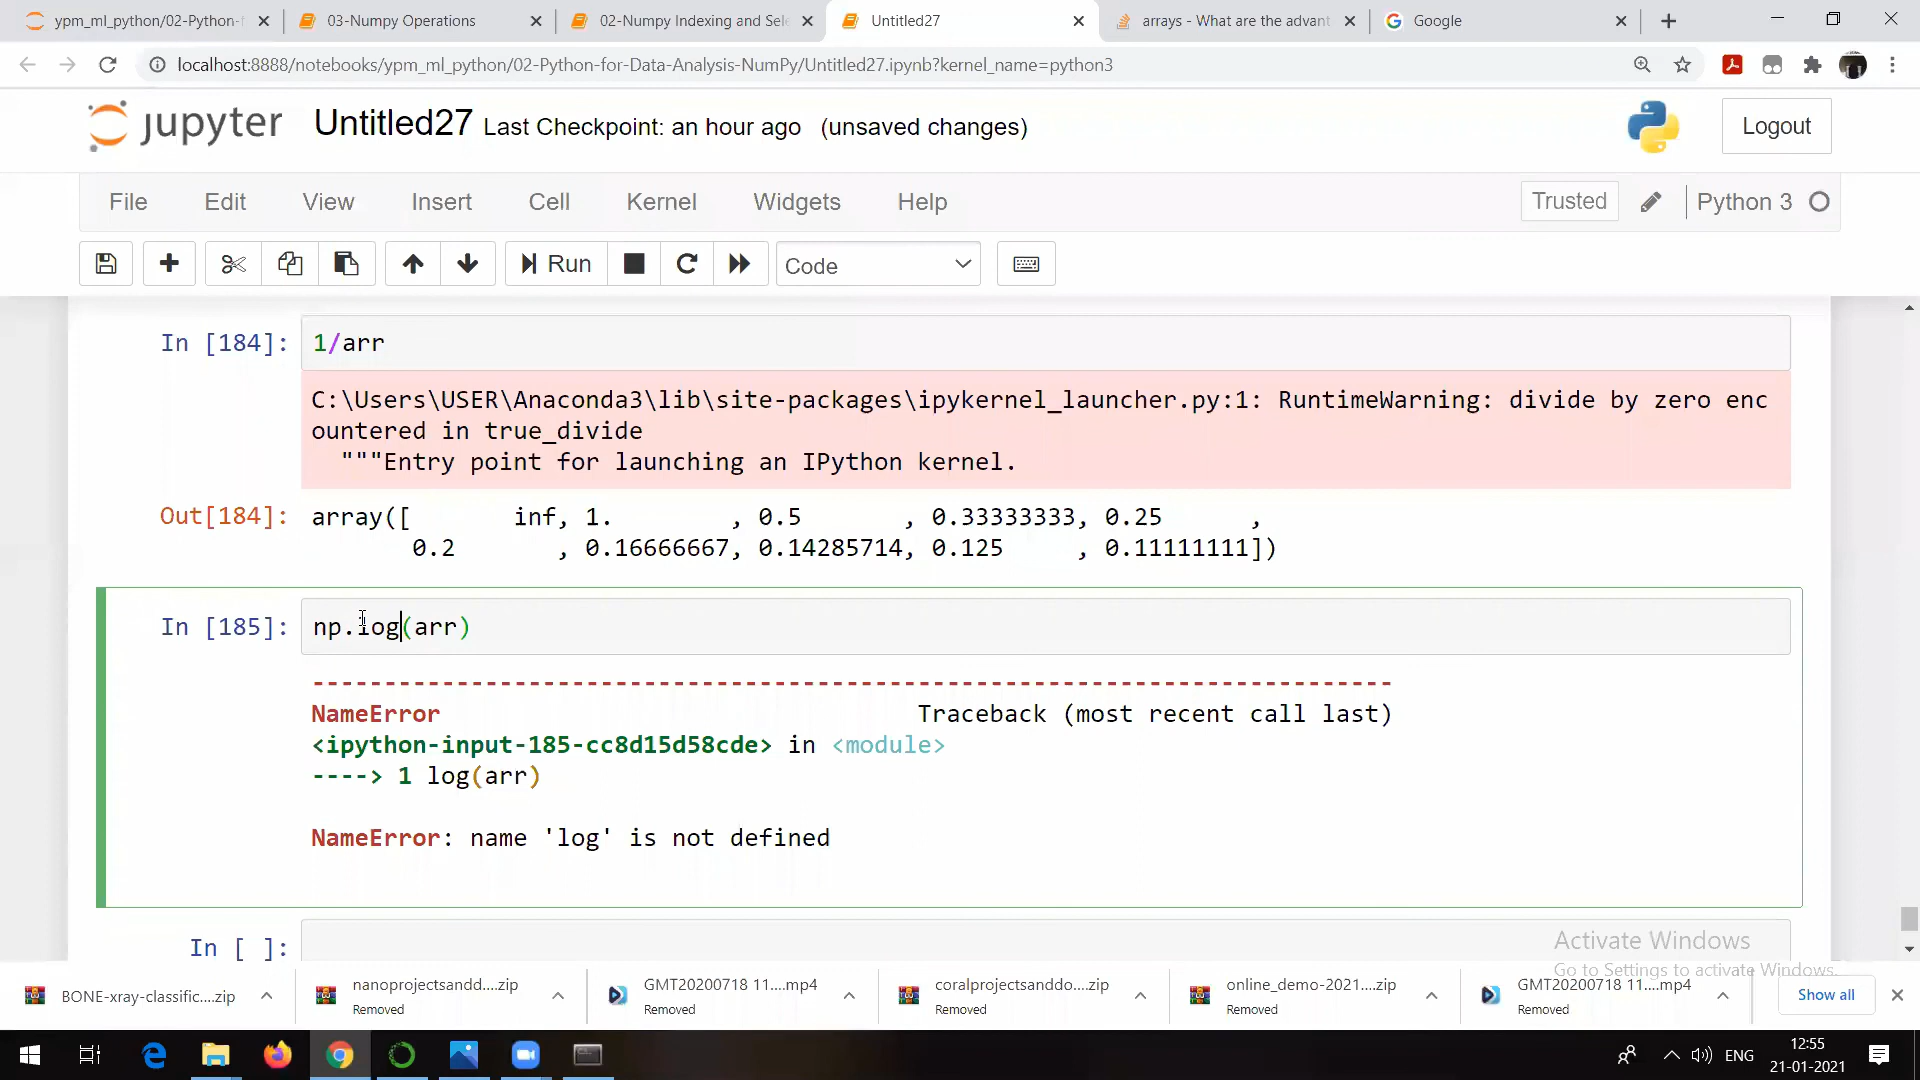 ypm_ml_python/02-Python-f
03-Numpy Operations
02-Numpy Indexing and Sele
Untitled27
arrays - What are the advant
Google
localhost:8888/notebooks/ypm_ml_python/02-Python-for-Data-Analysis-NumPy/Untitled27.ipynb?kernel_name=python3
jupyter Untitled27 Last Checkpoint: an hour ago (unsaved changes)
Logout
File Edit View Insert Cell Kernel Widgets Help
Trusted
Python 3
Run
Code
In [184]: 1/arr
C:\Users\USER\Anaconda3\lib\site-packages\ipykernel_launcher.py:1: RuntimeWarning: divide by zero enc
ountered in true_divide
"""Entry point for launching an IPython kernel.
Out[184]: array([       inf, 1.        , 0.5       , 0.33333333, 0.25      ,
0.2       , 0.16666667, 0.14285714, 0.125     , 0.11111111])
In [185]: np.log(arr)
---------------------------------------------------------------------------
NameError                                 Traceback (most recent call last)
<ipython-input-185-cc8d15d58cde> in <module>
----> 1 log(arr)
NameError: name 'log' is not defined
In [ ]:
Activate Windows
Go to Settings to activate Windows.
BONE-xray-classific....zip
nanoprojectsandd....zip
Removed
GMT20200718 11....mp4
Removed
coralprojectsanddo....zip
Removed
online_demo-2021....zip
Removed
GMT20200718 11....mp4
Removed
Show all
ENG
12:55
21-01-2021